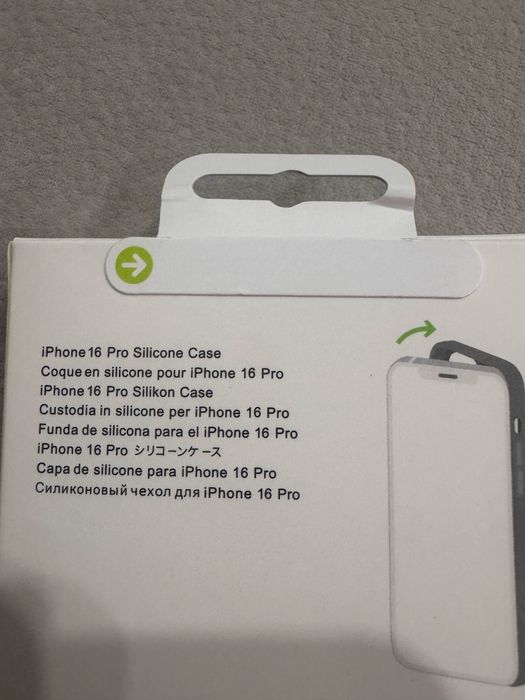 iPhone 16 Pro Silicone Case
Coque en silicone pour iPhone 16 Pro
iPhone 16 Pro Silikon Case
Custodia in silicone per iPhone 16 Pro
Funda de silicona para el iPhone 16 Pro
iPhone 16 Pro シリコーンケース
Capa de silicone para iPhone 16 Pro
Силиконовый чехол для iPhone 16 Pro